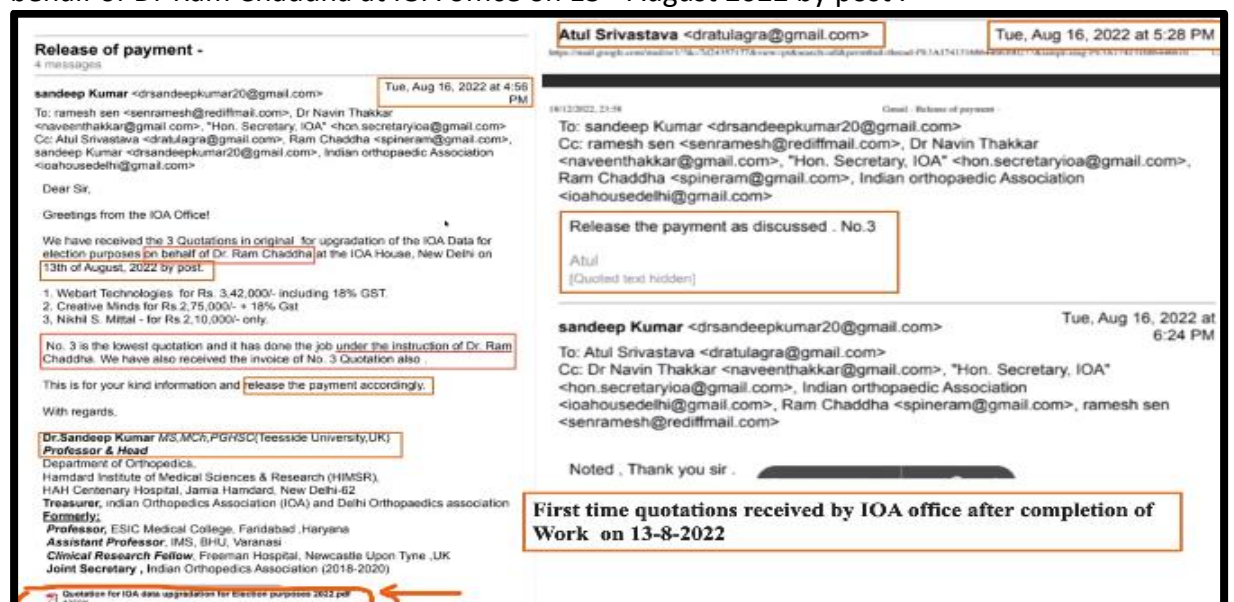 behalf of Dr Ram Chaddha at IOA office on 13th August 2022 by post .
Release of payment -
4 messages
sandeep Kumar <drsandeepkumar20@gmail.com>
Tue, Aug 16, 2022 at 4:56
PM
To: ramesh sen <senramesh@rediffmail.com>, Dr Navin Thakkar
<naveenthakkar@gmail.com>, "Hon. Secretary, IOA" <hon.secretaryioa@gmail.com>
Cc: Atul Srivastava <dratulagra@gmail.com>, Ram Chaddha <spineram@gmail.com>,
sandeep Kumar <drsandeepkumar20@gmail.com>, Indian orthopaedic Association
<ioahousedelhi@gmail.com>
Dear Sir,
Greetings from the IOA Office!
We have received the 3 Quotations in original for upgradation of the IOA Data for
election purposes on behalf of Dr. Ram Chaddha at the IOA House, New Delhi on
13th of August, 2022 by post.
1. Webart Technologies for Rs. 3,42,000/- including 18% GST.
2. Creative Minds for Rs.2,75,000/- + 18% Gst
3, Nikhil S. Mittal - for Rs.2,10,000/- only.
No. 3 is the lowest quotation and it has done the job under the instruction of Dr. Ram
Chaddha. We have also received the invoice of No. 3 Quotation also .
This is for your kind information and release the payment accordingly.
With regards,
Dr.Sandeep Kumar MS,MCh,PGHSC(Teesside University,UK)
Professor & Head
Department of Orthopedics,
Hamdard Institute of Medical Sciences & Research (HIMSR),
HAH Centenary Hospital, Jamia Hamdard, New Delhi-62
Treasurer, Indian Orthopedics Association (IOA) and Delhi Orthopaedics association
Formerly:
Professor, ESIC Medical College, Faridabad ,Haryana
Assistant Professor, IMS, BHU, Varanasi
Clinical Research Fellow, Freeman Hospital, Newcastle Upon Tyne ,UK
Joint Secretary , Indian Orthopedics Association (2018-2020)
Quotation for IOA data upgradation for Election purposes 2022.pdf
Atul Srivastava <dratulagra@gmail.com>
Tue, Aug 16, 2022 at 5:28 PM
18/12/2022, 23:58
Gmail - Release of payment -
To: sandeep Kumar <drsandeepkumar20@gmail.com>
Cc: ramesh sen <senramesh@rediffmail.com>, Dr Navin Thakkar
<naveenthakkar@gmail.com>, "Hon. Secretary, IOA" <hon.secretaryioa@gmail.com>,
Ram Chaddha <spineram@gmail.com>, Indian orthopaedic Association
<ioahousedelhi@gmail.com>
Release the payment as discussed . No.3
Atul
[Quoted text hidden]
sandeep Kumar <drsandeepkumar20@gmail.com>
Tue, Aug 16, 2022 at
6:24 PM
To: Atul Srivastava <dratulagra@gmail.com>
Cc: Dr Navin Thakkar <naveenthakkar@gmail.com>, "Hon. Secretary, IOA"
<hon.secretaryioa@gmail.com>, Indian orthopaedic Association
<ioahousedelhi@gmail.com>, Ram Chaddha <spineram@gmail.com>, ramesh sen
<senramesh@rediffmail.com>
Noted , Thank you sir .
First time quotations received by IOA office after completion of
Work on 13-8-2022